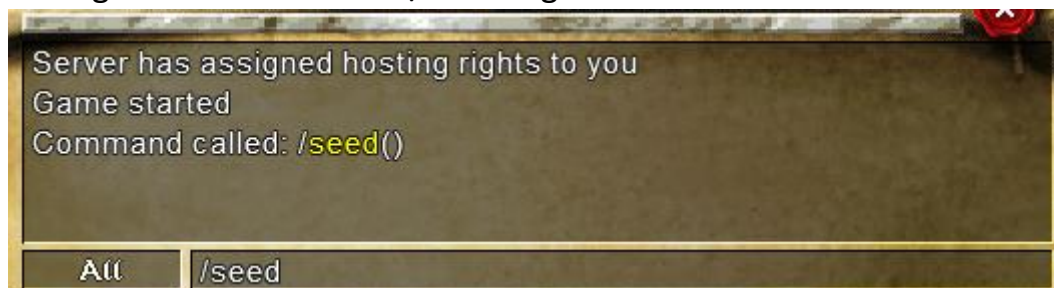 Server has assigned hosting rights to you
Game started
Command called: /seed()
All
/seed